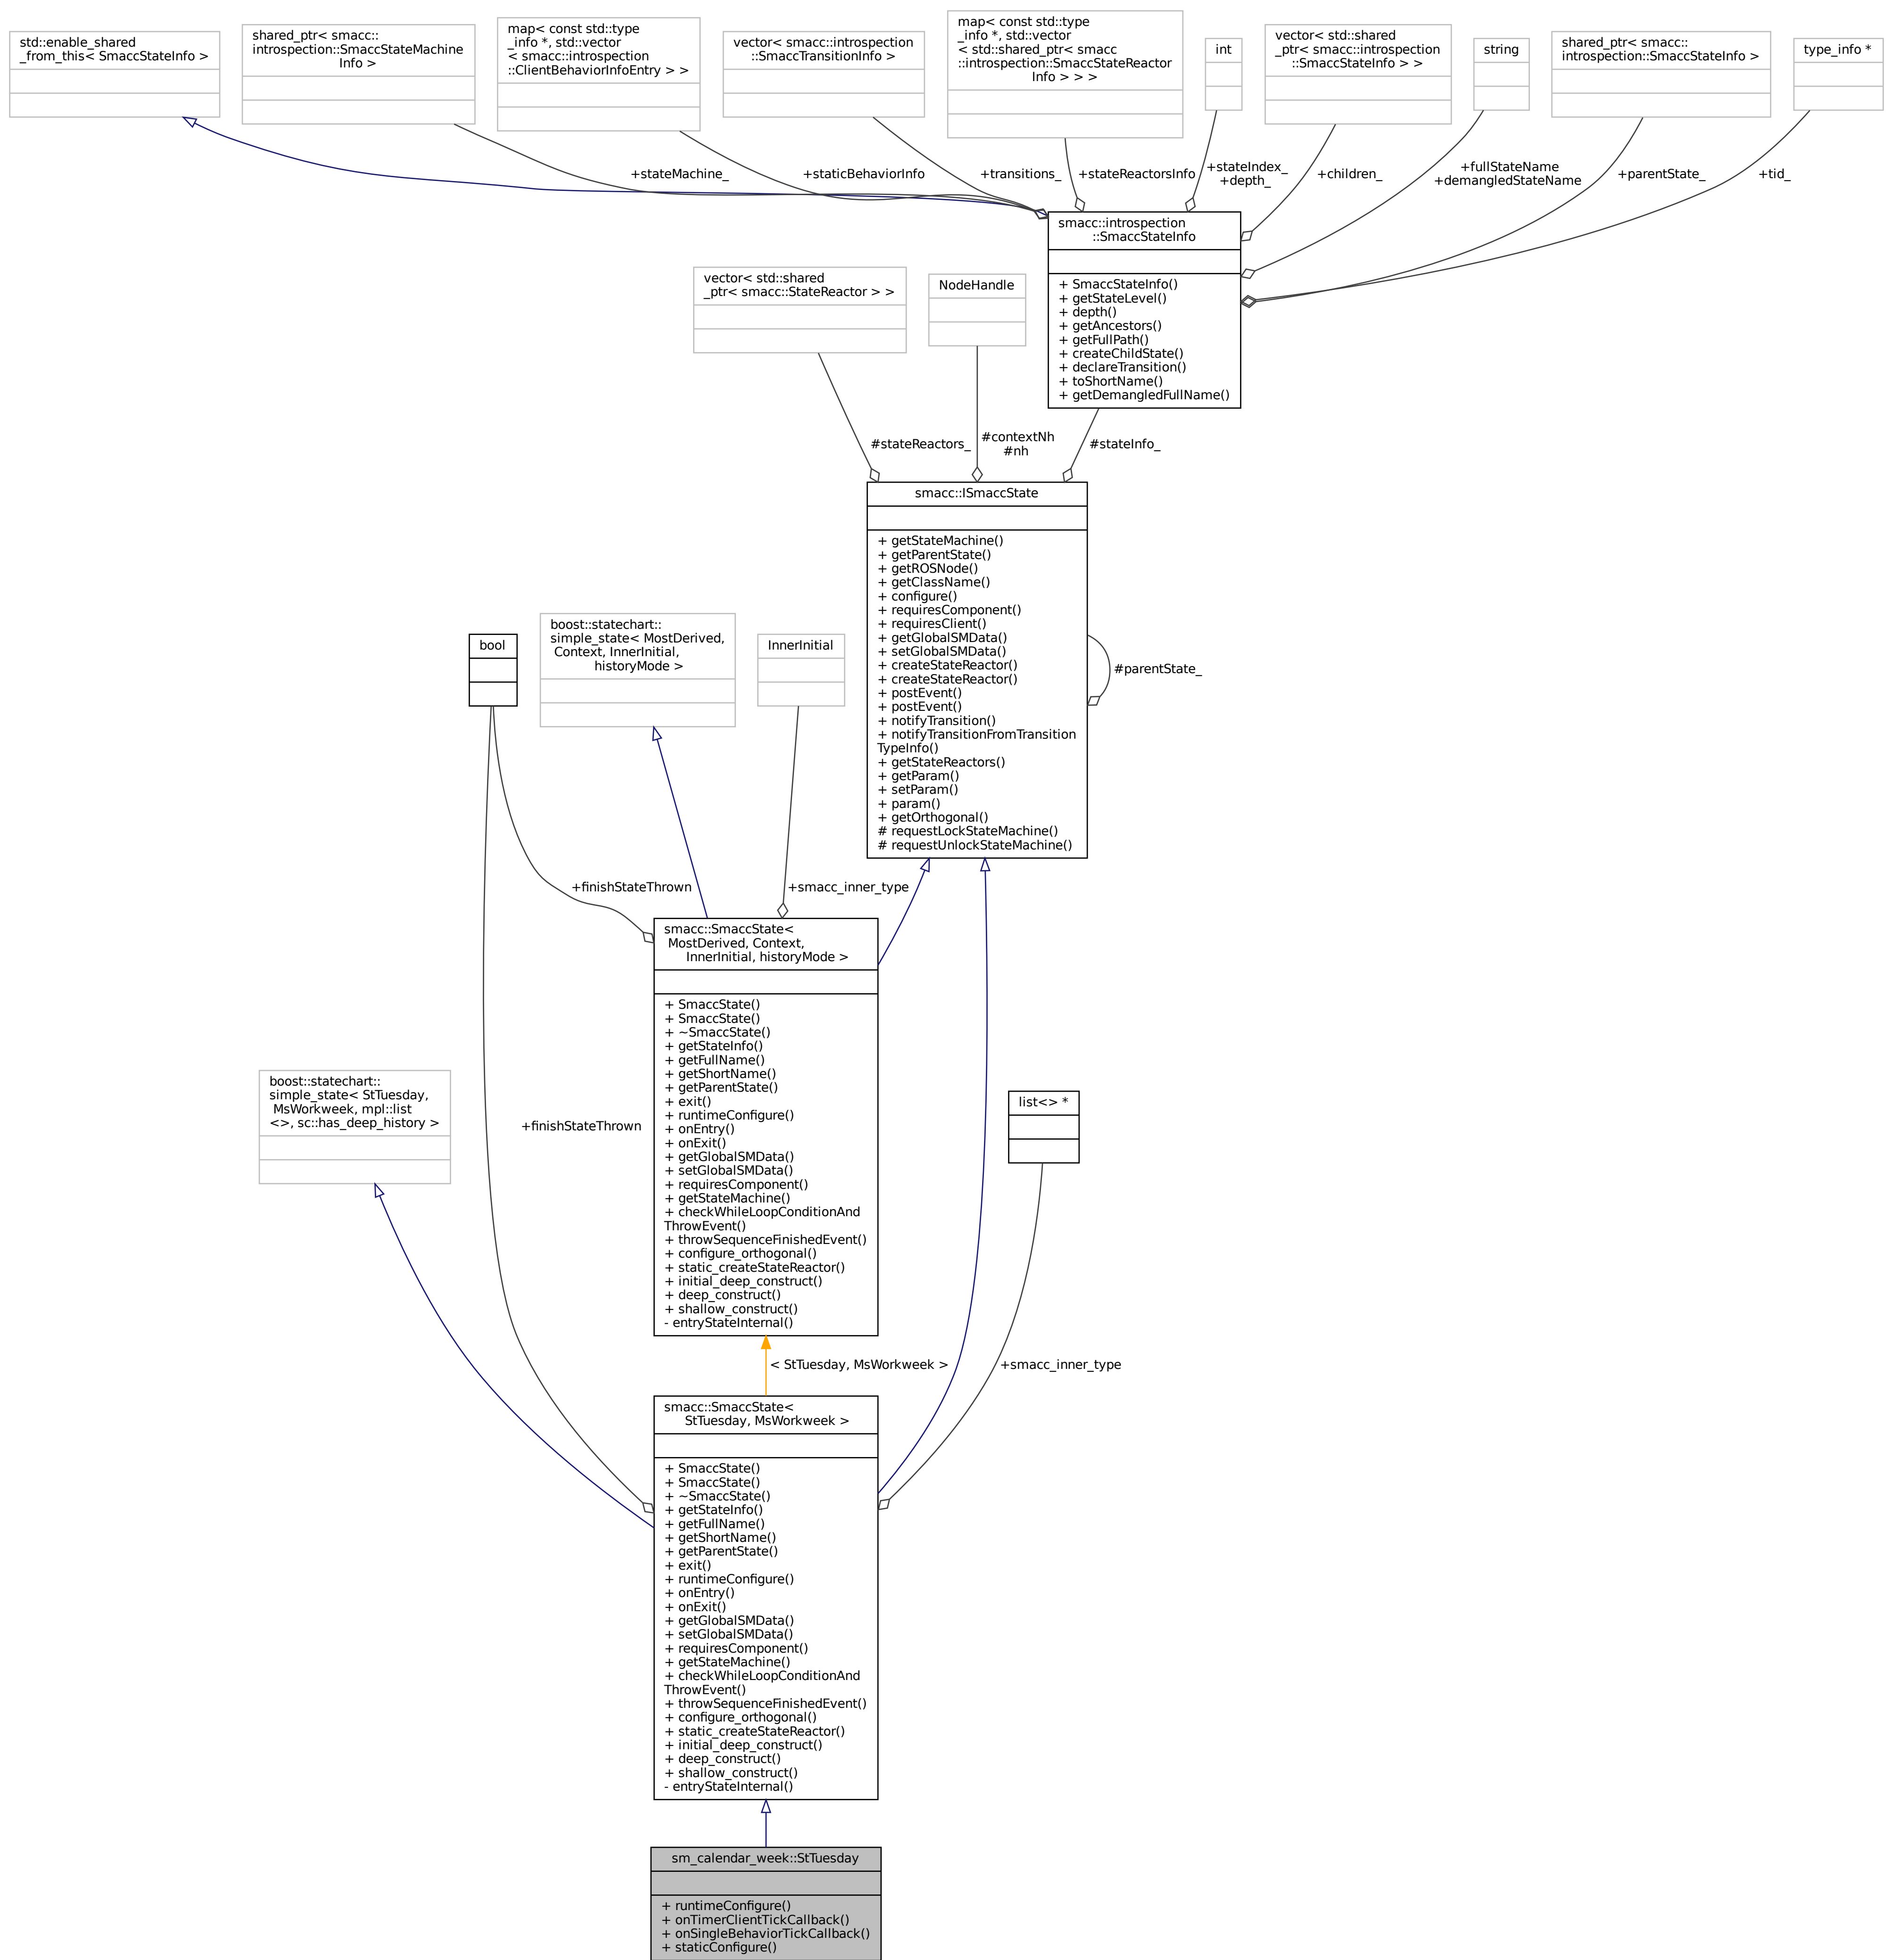 std::enable_shared
_from_this< SmaccStateInfo >
shared_ptr< smacc::
introspection::SmaccStateMachine
Info >
map< const std::type
_info *, std::vector
< smacc::introspection
::ClientBehaviorInfoEntry > >
vector< smacc::introspection
::SmaccTransitionInfo >
map< const std::type
_info *, std::vector
< std::shared_ptr< smacc
::introspection::SmaccStateReactor
Info > > >
int
vector< std::shared
_ptr< smacc::introspection
::SmaccStateInfo > >
string
shared_ptr< smacc::
introspection::SmaccStateInfo >
type_info *
+stateMachine_
+staticBehaviorInfo
+transitions_
+stateReactorsInfo
+stateIndex_
+depth_
+children_
+fullStateName
+demangledStateName
+parentState_
+tid_
smacc::introspection
::SmaccStateInfo
+ SmaccStateInfo()
+ getStateLevel()
+ depth()
+ getAncestors()
+ getFullPath()
+ createChildState()
+ declareTransition()
+ toShortName()
+ getDemangledFullName()
vector< std::shared
_ptr< smacc::StateReactor > >
NodeHandle
#stateReactors_
#contextNh
#nh
#stateInfo_
smacc::ISmaccState
+ getStateMachine()
+ getParentState()
+ getROSNode()
+ getClassName()
+ configure()
+ requiresComponent()
+ requiresClient()
+ getGlobalSMData()
+ setGlobalSMData()
+ createStateReactor()
+ createStateReactor()
+ postEvent()
+ postEvent()
+ notifyTransition()
+ notifyTransitionFromTransition
TypeInfo()
+ getStateReactors()
+ getParam()
+ setParam()
+ param()
+ getOrthogonal()
# requestLockStateMachine()
# requestUnlockStateMachine()
#parentState_
bool
boost::statechart::
simple_state< MostDerived,
Context, InnerInitial,
historyMode >
InnerInitial
+finishStateThrown
+smacc_inner_type
smacc::SmaccState<
MostDerived, Context,
InnerInitial, historyMode >
+ SmaccState()
+ SmaccState()
+ ~SmaccState()
+ getStateInfo()
+ getFullName()
+ getShortName()
+ getParentState()
+ exit()
+ runtimeConfigure()
+ onEntry()
+ onExit()
+ getGlobalSMData()
+ setGlobalSMData()
+ requiresComponent()
+ getStateMachine()
+ checkWhileLoopConditionAnd
ThrowEvent()
+ throwSequenceFinishedEvent()
+ configure_orthogonal()
+ static_createStateReactor()
+ initial_deep_construct()
+ deep_construct()
+ shallow_construct()
- entryStateInternal()
boost::statechart::
simple_state< StTuesday,
MsWorkweek, mpl::list
<>, sc::has_deep_history >
+finishStateThrown
list<> *
< StTuesday, MsWorkweek >
+smacc_inner_type
smacc::SmaccState<
StTuesday, MsWorkweek >
+ SmaccState()
+ SmaccState()
+ ~SmaccState()
+ getStateInfo()
+ getFullName()
+ getShortName()
+ getParentState()
+ exit()
+ runtimeConfigure()
+ onEntry()
+ onExit()
+ getGlobalSMData()
+ setGlobalSMData()
+ requiresComponent()
+ getStateMachine()
+ checkWhileLoopConditionAnd
ThrowEvent()
+ throwSequenceFinishedEvent()
+ configure_orthogonal()
+ static_createStateReactor()
+ initial_deep_construct()
+ deep_construct()
+ shallow_construct()
- entryStateInternal()
sm_calendar_week::StTuesday
+ runtimeConfigure()
+ onTimerClientTickCallback()
+ onSingleBehaviorTickCallback()
+ staticConfigure()